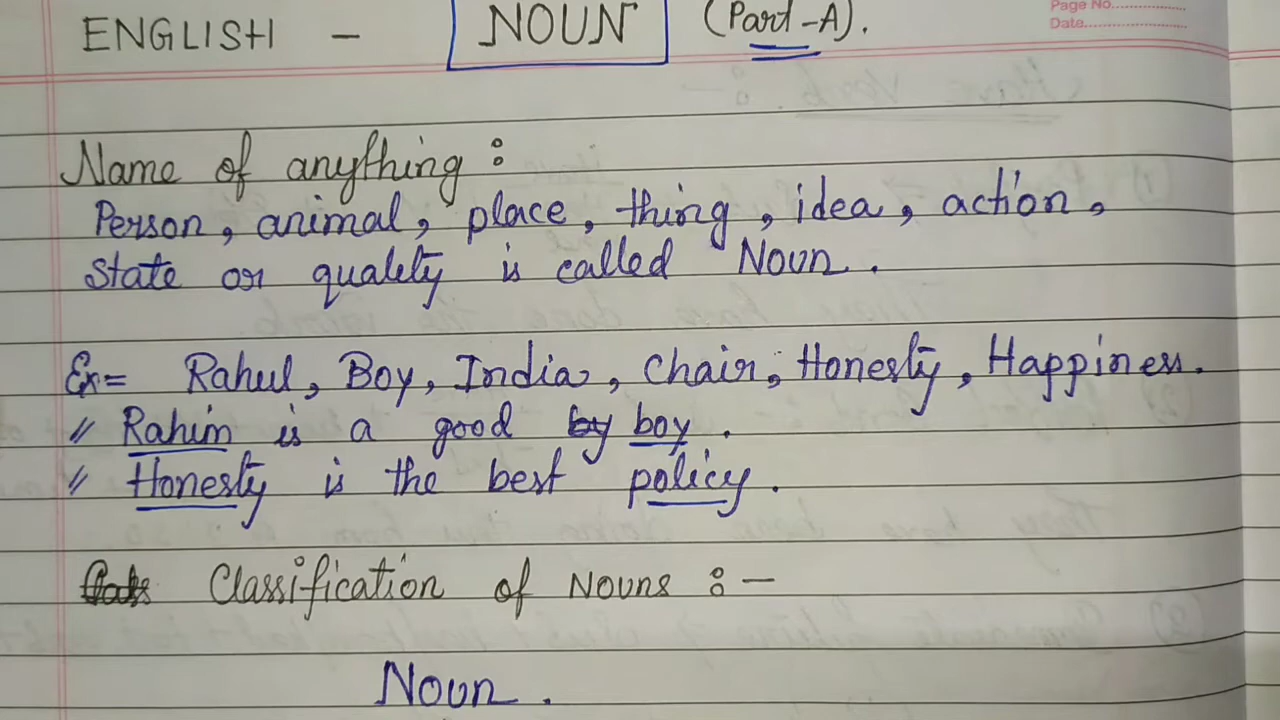 Page No.
Date
ENGLISH - NOUN (Part-A).
Name of anything :
Person, animal, place, thing, idea, action,
State or quality is called Noun.
Ex= Rahul, Boy, India, Chair, Honesty, Happiness.
〃 Rahim is a good by boy.
〃 Honesty is the best policy.
Classification of Nouns :-
Noun.